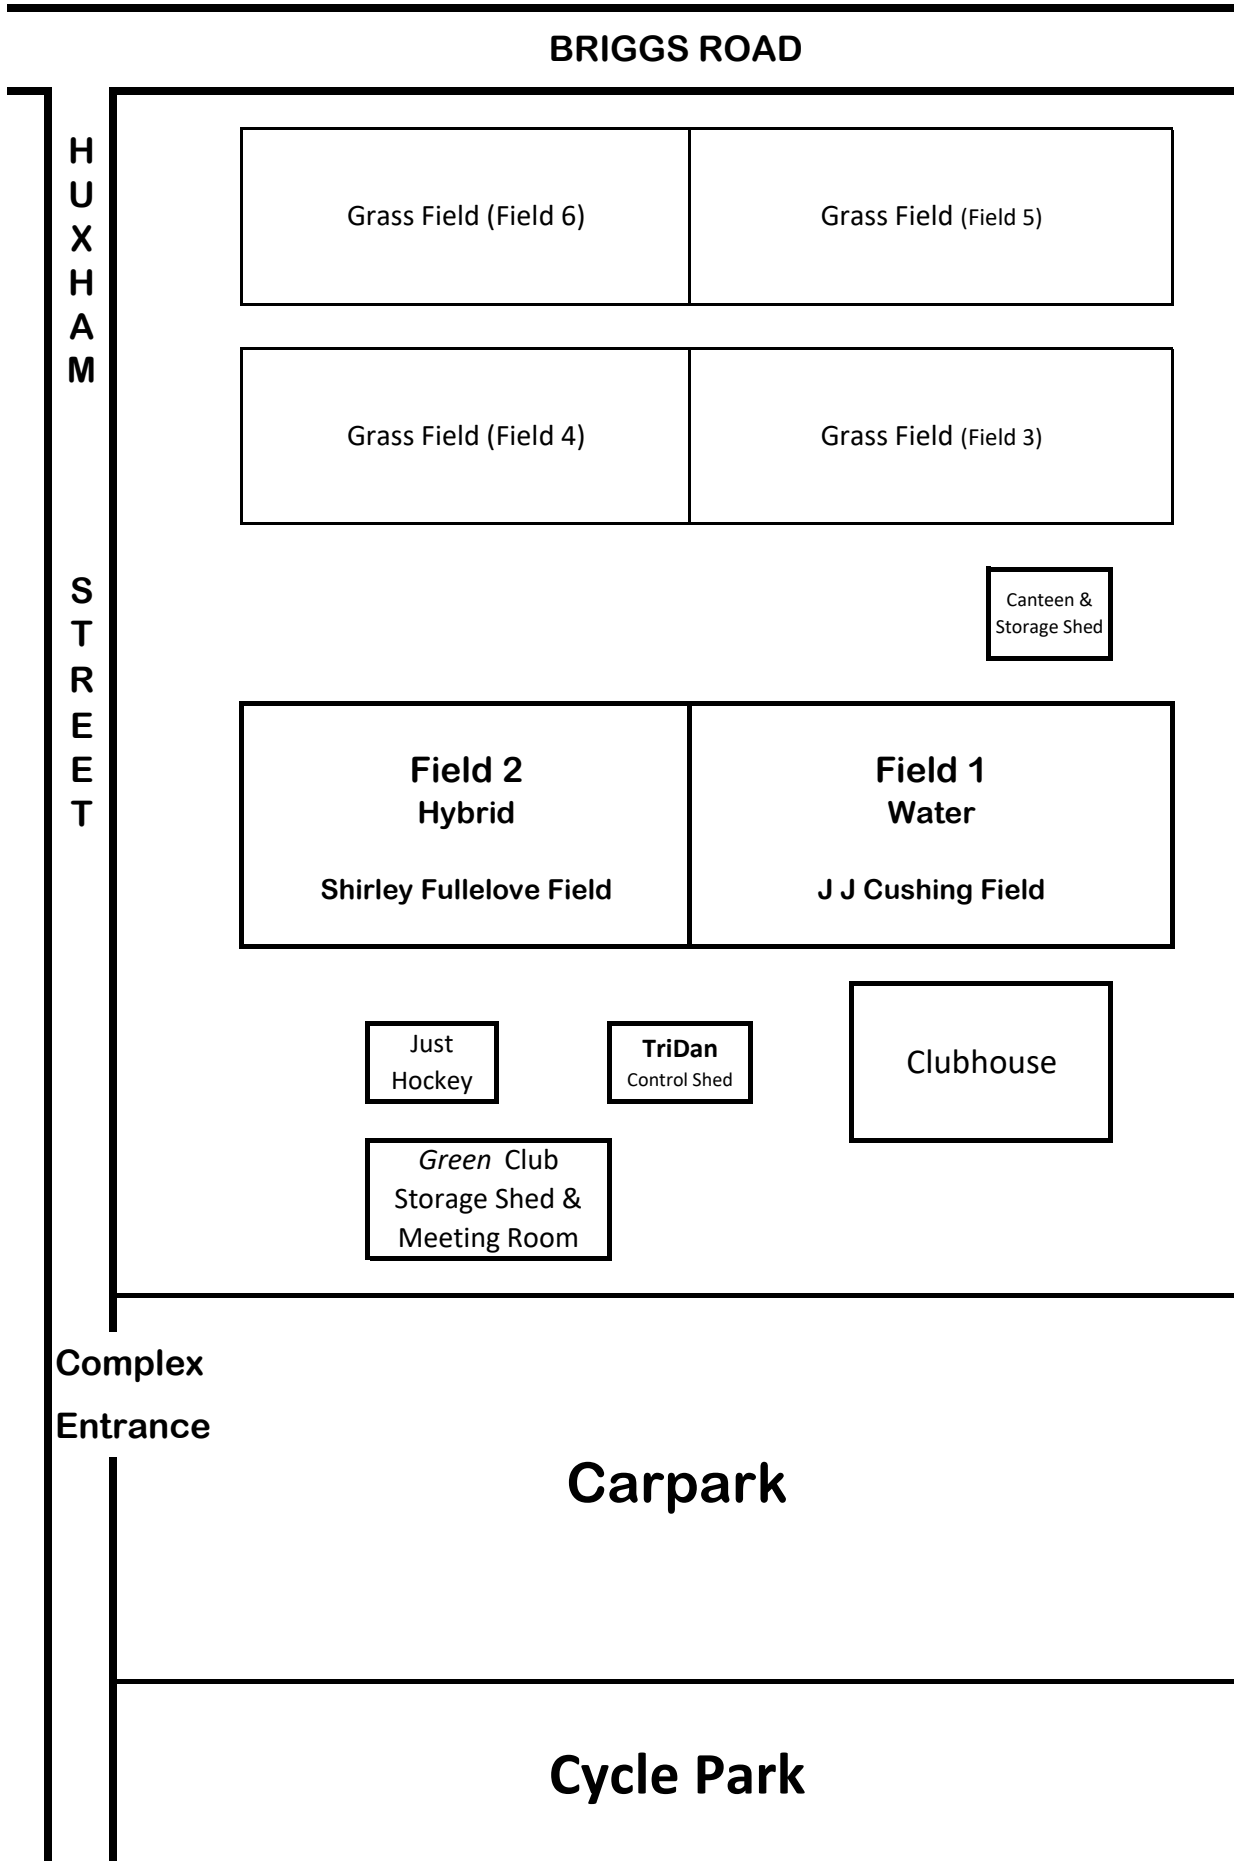 BRIGGS ROAD
HUXHAM
STREET
Grass Field (Field 6)
Grass Field (Field 5)
Grass Field (Field 4)
Grass Field (Field 3)
Canteen &
Storage Shed
Field 2
Hybrid
Shirley Fullelove Field
Field 1
Water
J J Cushing Field
Just
Hockey
TriDan
Control Shed
Clubhouse
Green Club
Storage Shed &
Meeting Room
Complex
Entrance
Carpark
Cycle Park